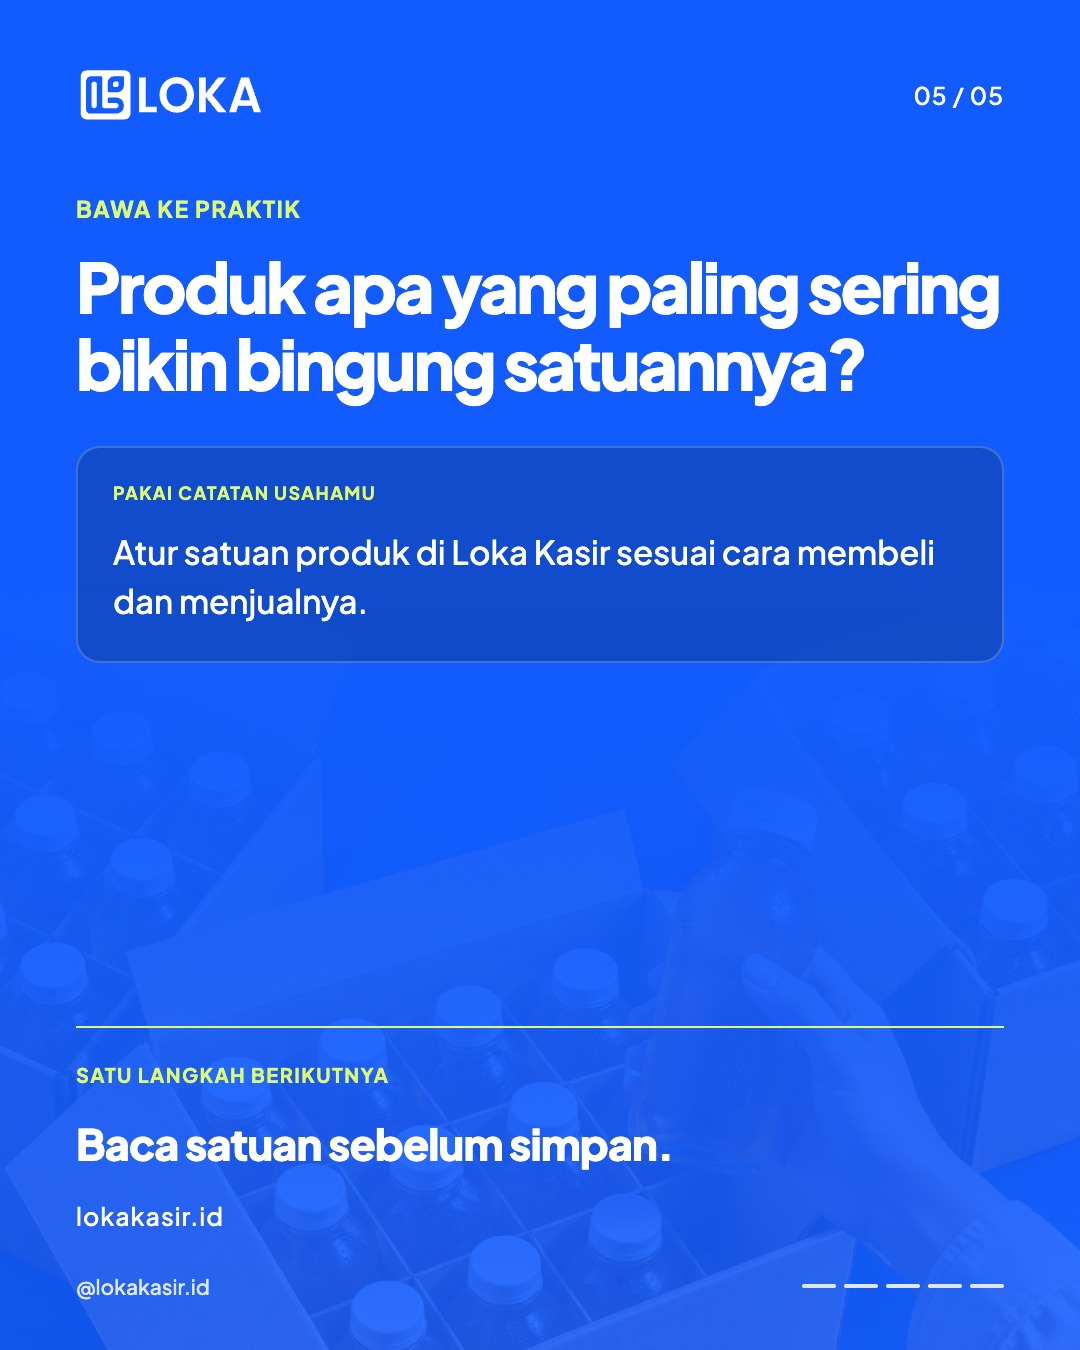 LOKA
05 / 05
BAWA KE PRAKTIK
Produk apa yang paling sering
bikin bingung satuannya?
PAKAI CATATAN USAHAMU
Atur satuan produk di Loka Kasir sesuai cara membeli
dan menjualnya.
SATU LANGKAH BERIKUTNYA
Baca satuan sebelum simpan.
lokakasir.id
@lokakasir.id